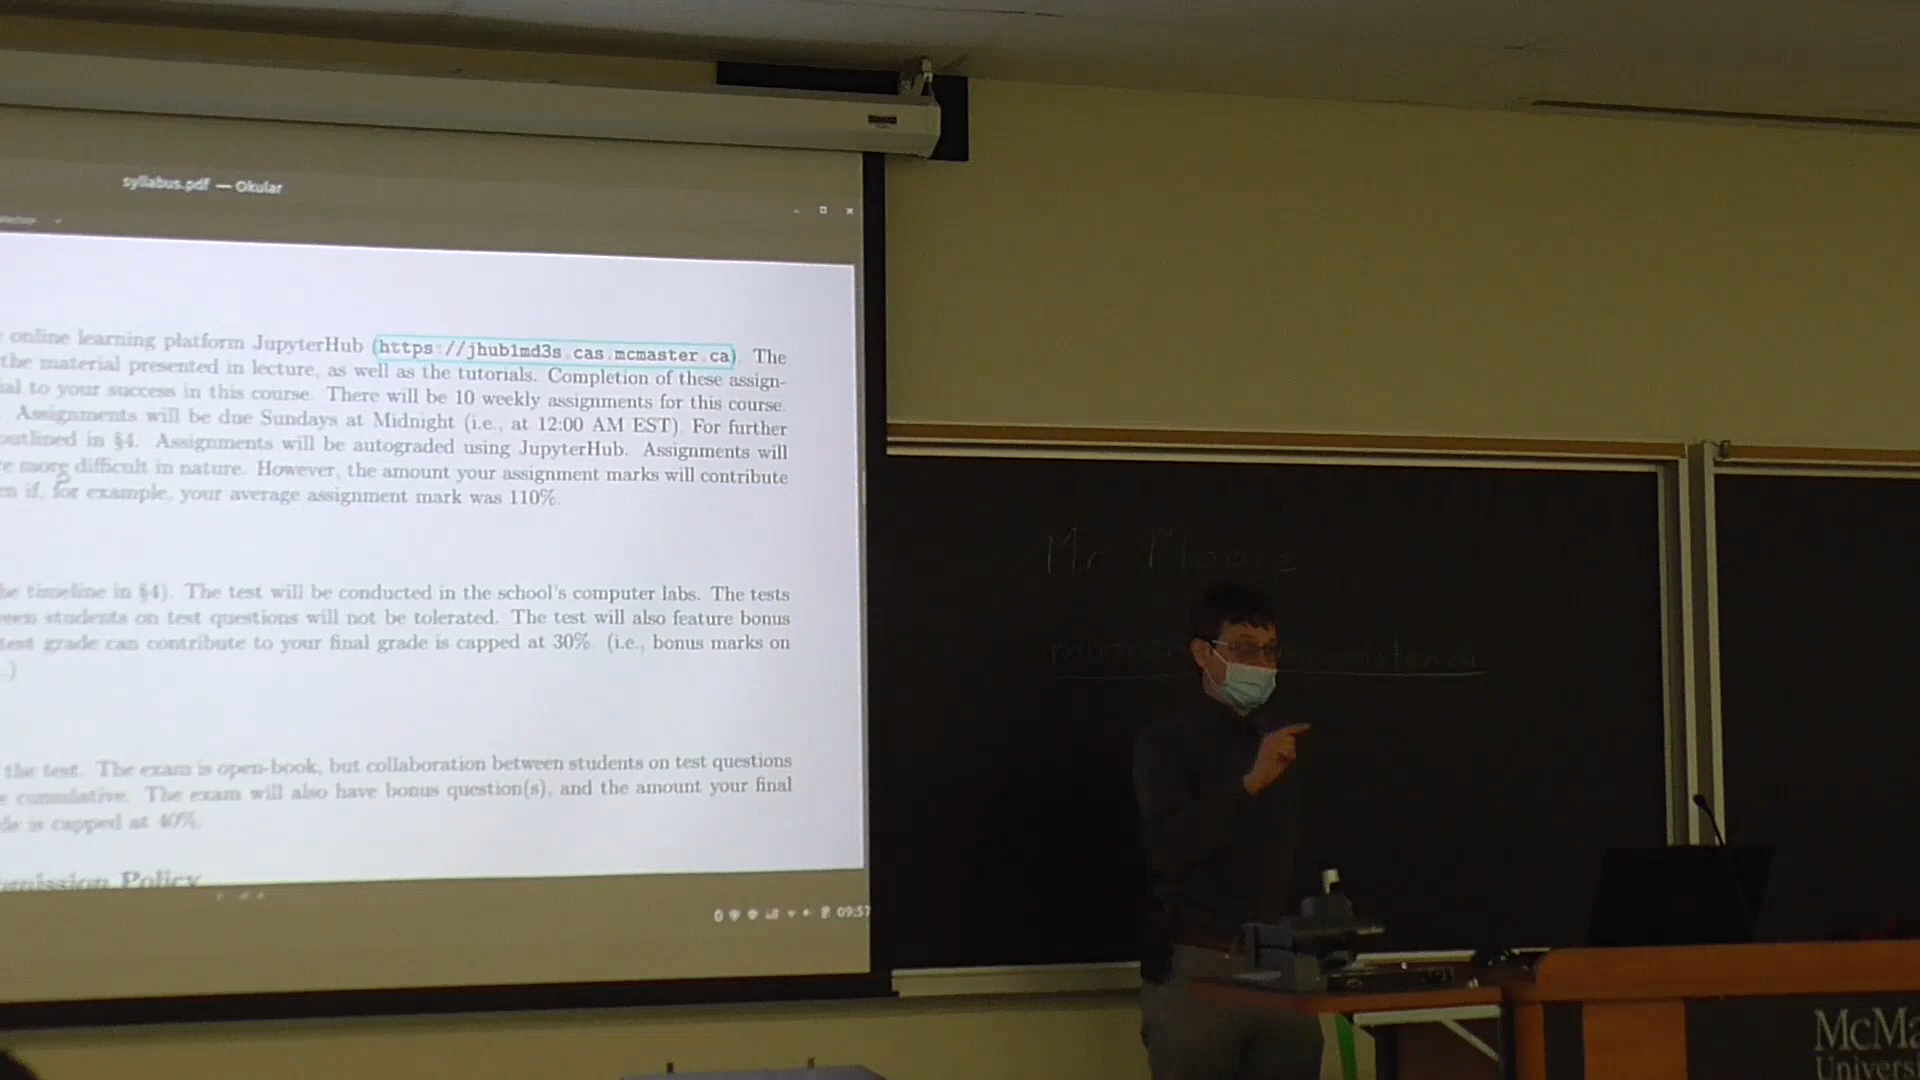 syllabus.pdf — Okular
online learning platform JupyterHub (https://jhub1md3s.cas.mcmaster.ca). The
the material presented in lecture, as well as the tutorials. Completion of these assign-
ial to your success in this course. There will be 10 weekly assignments for this course.
Assignments will be due Sundays at Midnight (i.e., at 12:00 AM EST) For further
outlined in §4. Assignments will be autograded using JupyterHub. Assignments will
e more difficult in nature. However, the amount your assignment marks will contribute
en if, for example, your average assignment mark was 110%.
he timeline in §4). The test will be conducted in the school's computer labs. The tests
een students on test questions will not be tolerated. The test will also feature bonus
test grade can contribute to your final grade is capped at 30%. (i.e., bonus marks on
.)
the test. The exam is open-book, but collaboration between students on test questions
e cumulative. The exam will also have bonus question(s), and the amount your final
de is capped at 40%.
mission Policy
09:57
Mr Moore
McMa
Univers